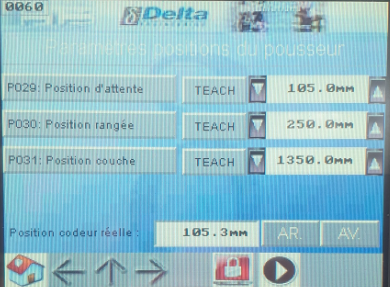 0060
Delta
Paramètres positions du pousseur
P029: Position d'attente TEACH 105.0mm
P030: Position rangée TEACH 250.0mm
P031: Position couche TEACH 1350.0mm
Position codeur réelle : 105.3mm AR. AV.